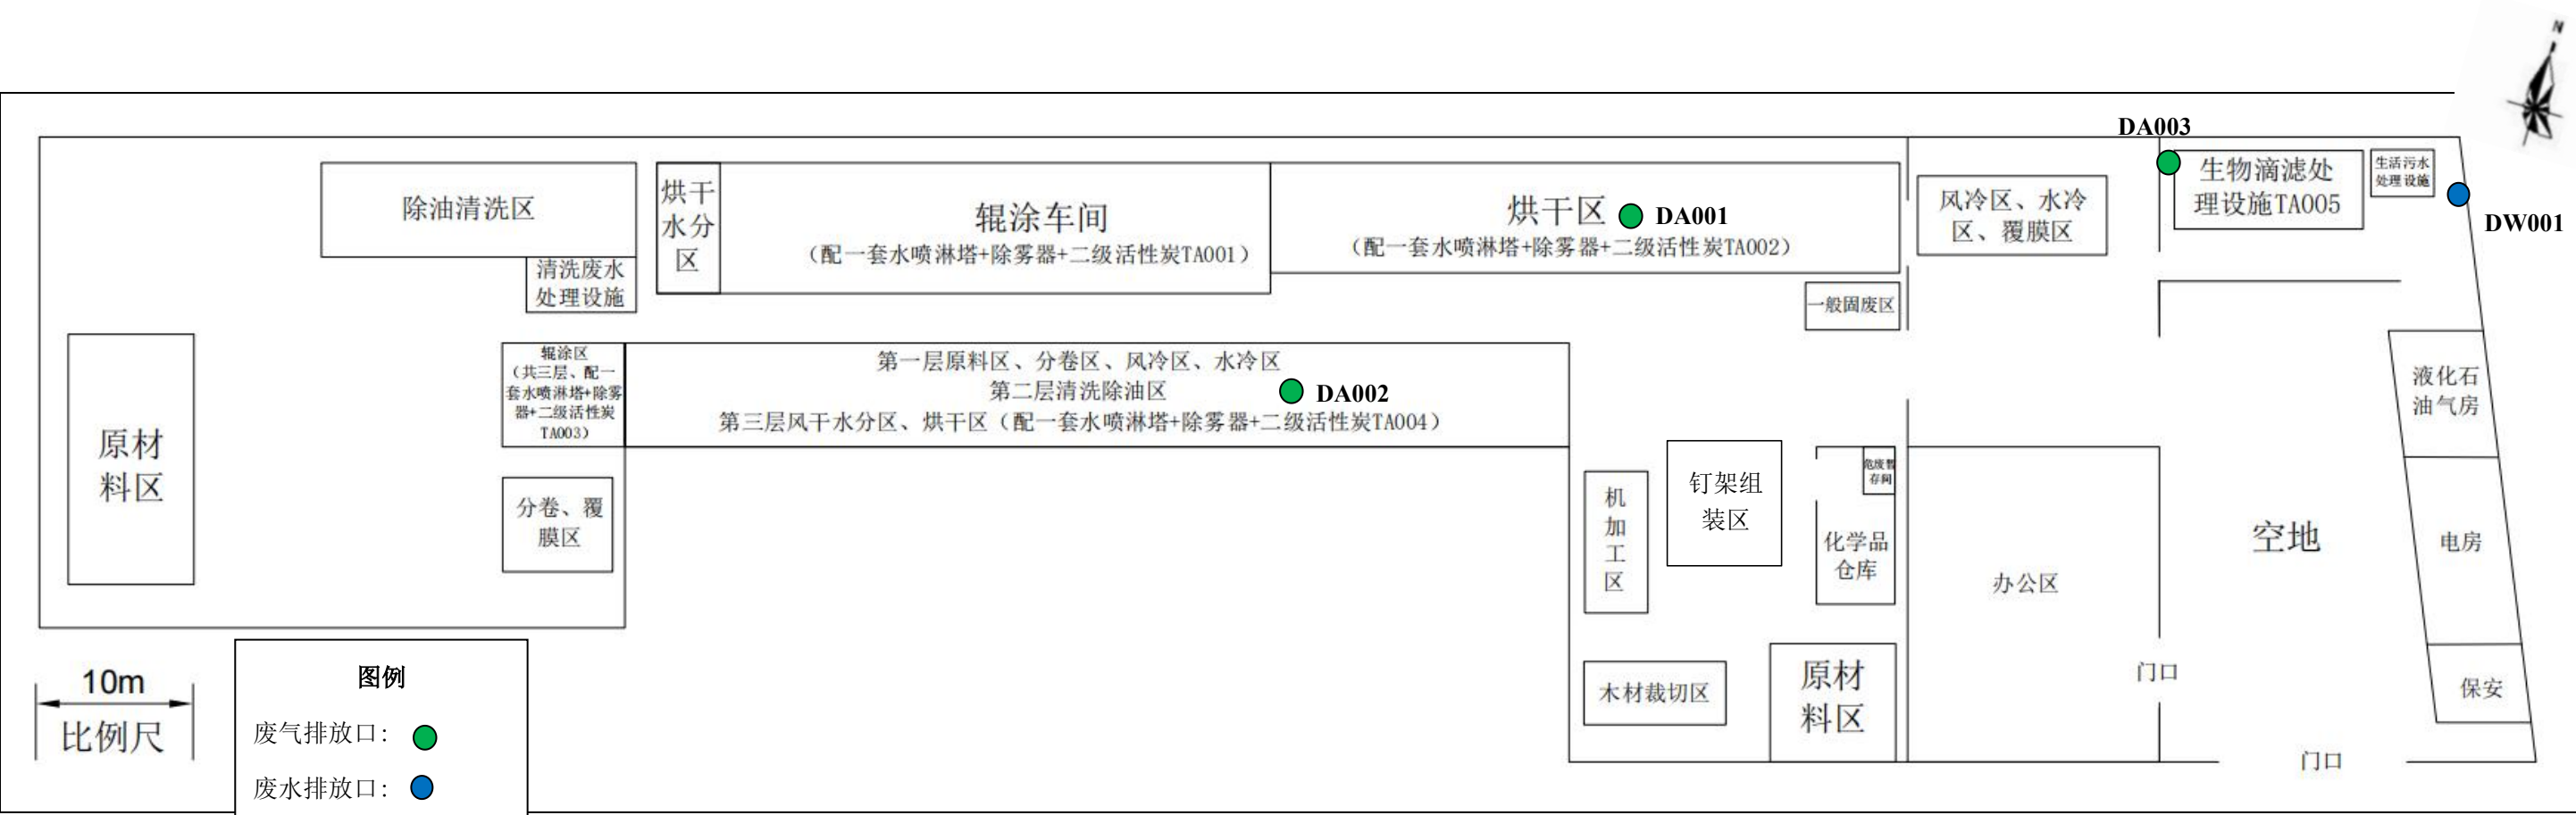 N
DA003
除油清洗区
烘干
水分
区
辊涂车间
（配一套水喷淋塔+除雾器+二级活性炭TA001）
烘干区
DA001
（配一套水喷淋塔+除雾器+二级活性炭TA002）
风冷区、水冷
区、覆膜区
生物滴滤处
理设施TA005
生活污水
处理设施
DW001
清洗废水
处理设施
一般固废区
原材
料区
辊涂区
（共三层、配一
套水喷淋塔+除雾
器+二级活性炭
TA003）
第一层原料区、分卷区、风冷区、水冷区
第二层清洗除油区
DA002
第三层风干水分区、烘干区（配一套水喷淋塔+除雾器+二级活性炭TA004）
液化石
油气房
分卷、覆
膜区
机
加
工
区
钉架组
装区
危废暂
存间
化学品
仓库
办公区
空地
电房
木材裁切区
原材
料区
门口
保安
门口
10m
比例尺
图例
废气排放口：
废水排放口：